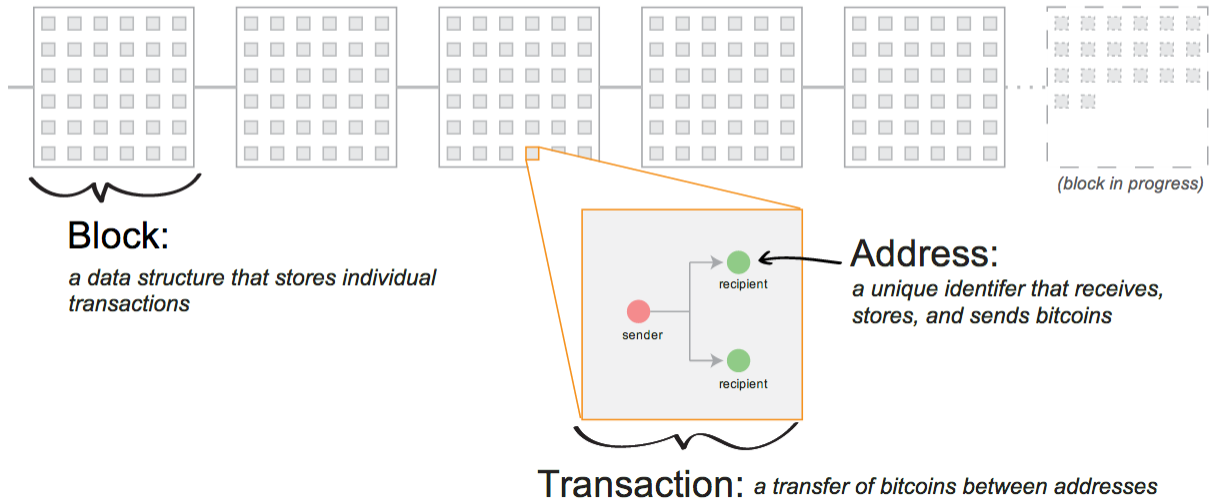 (block in progress)
Block:
a data structure that stores individual
transactions
Address:
a unique identifer that receives,
stores, and sends bitcoins
recipient
sender
recipient
Transaction: a transfer of bitcoins between addresses